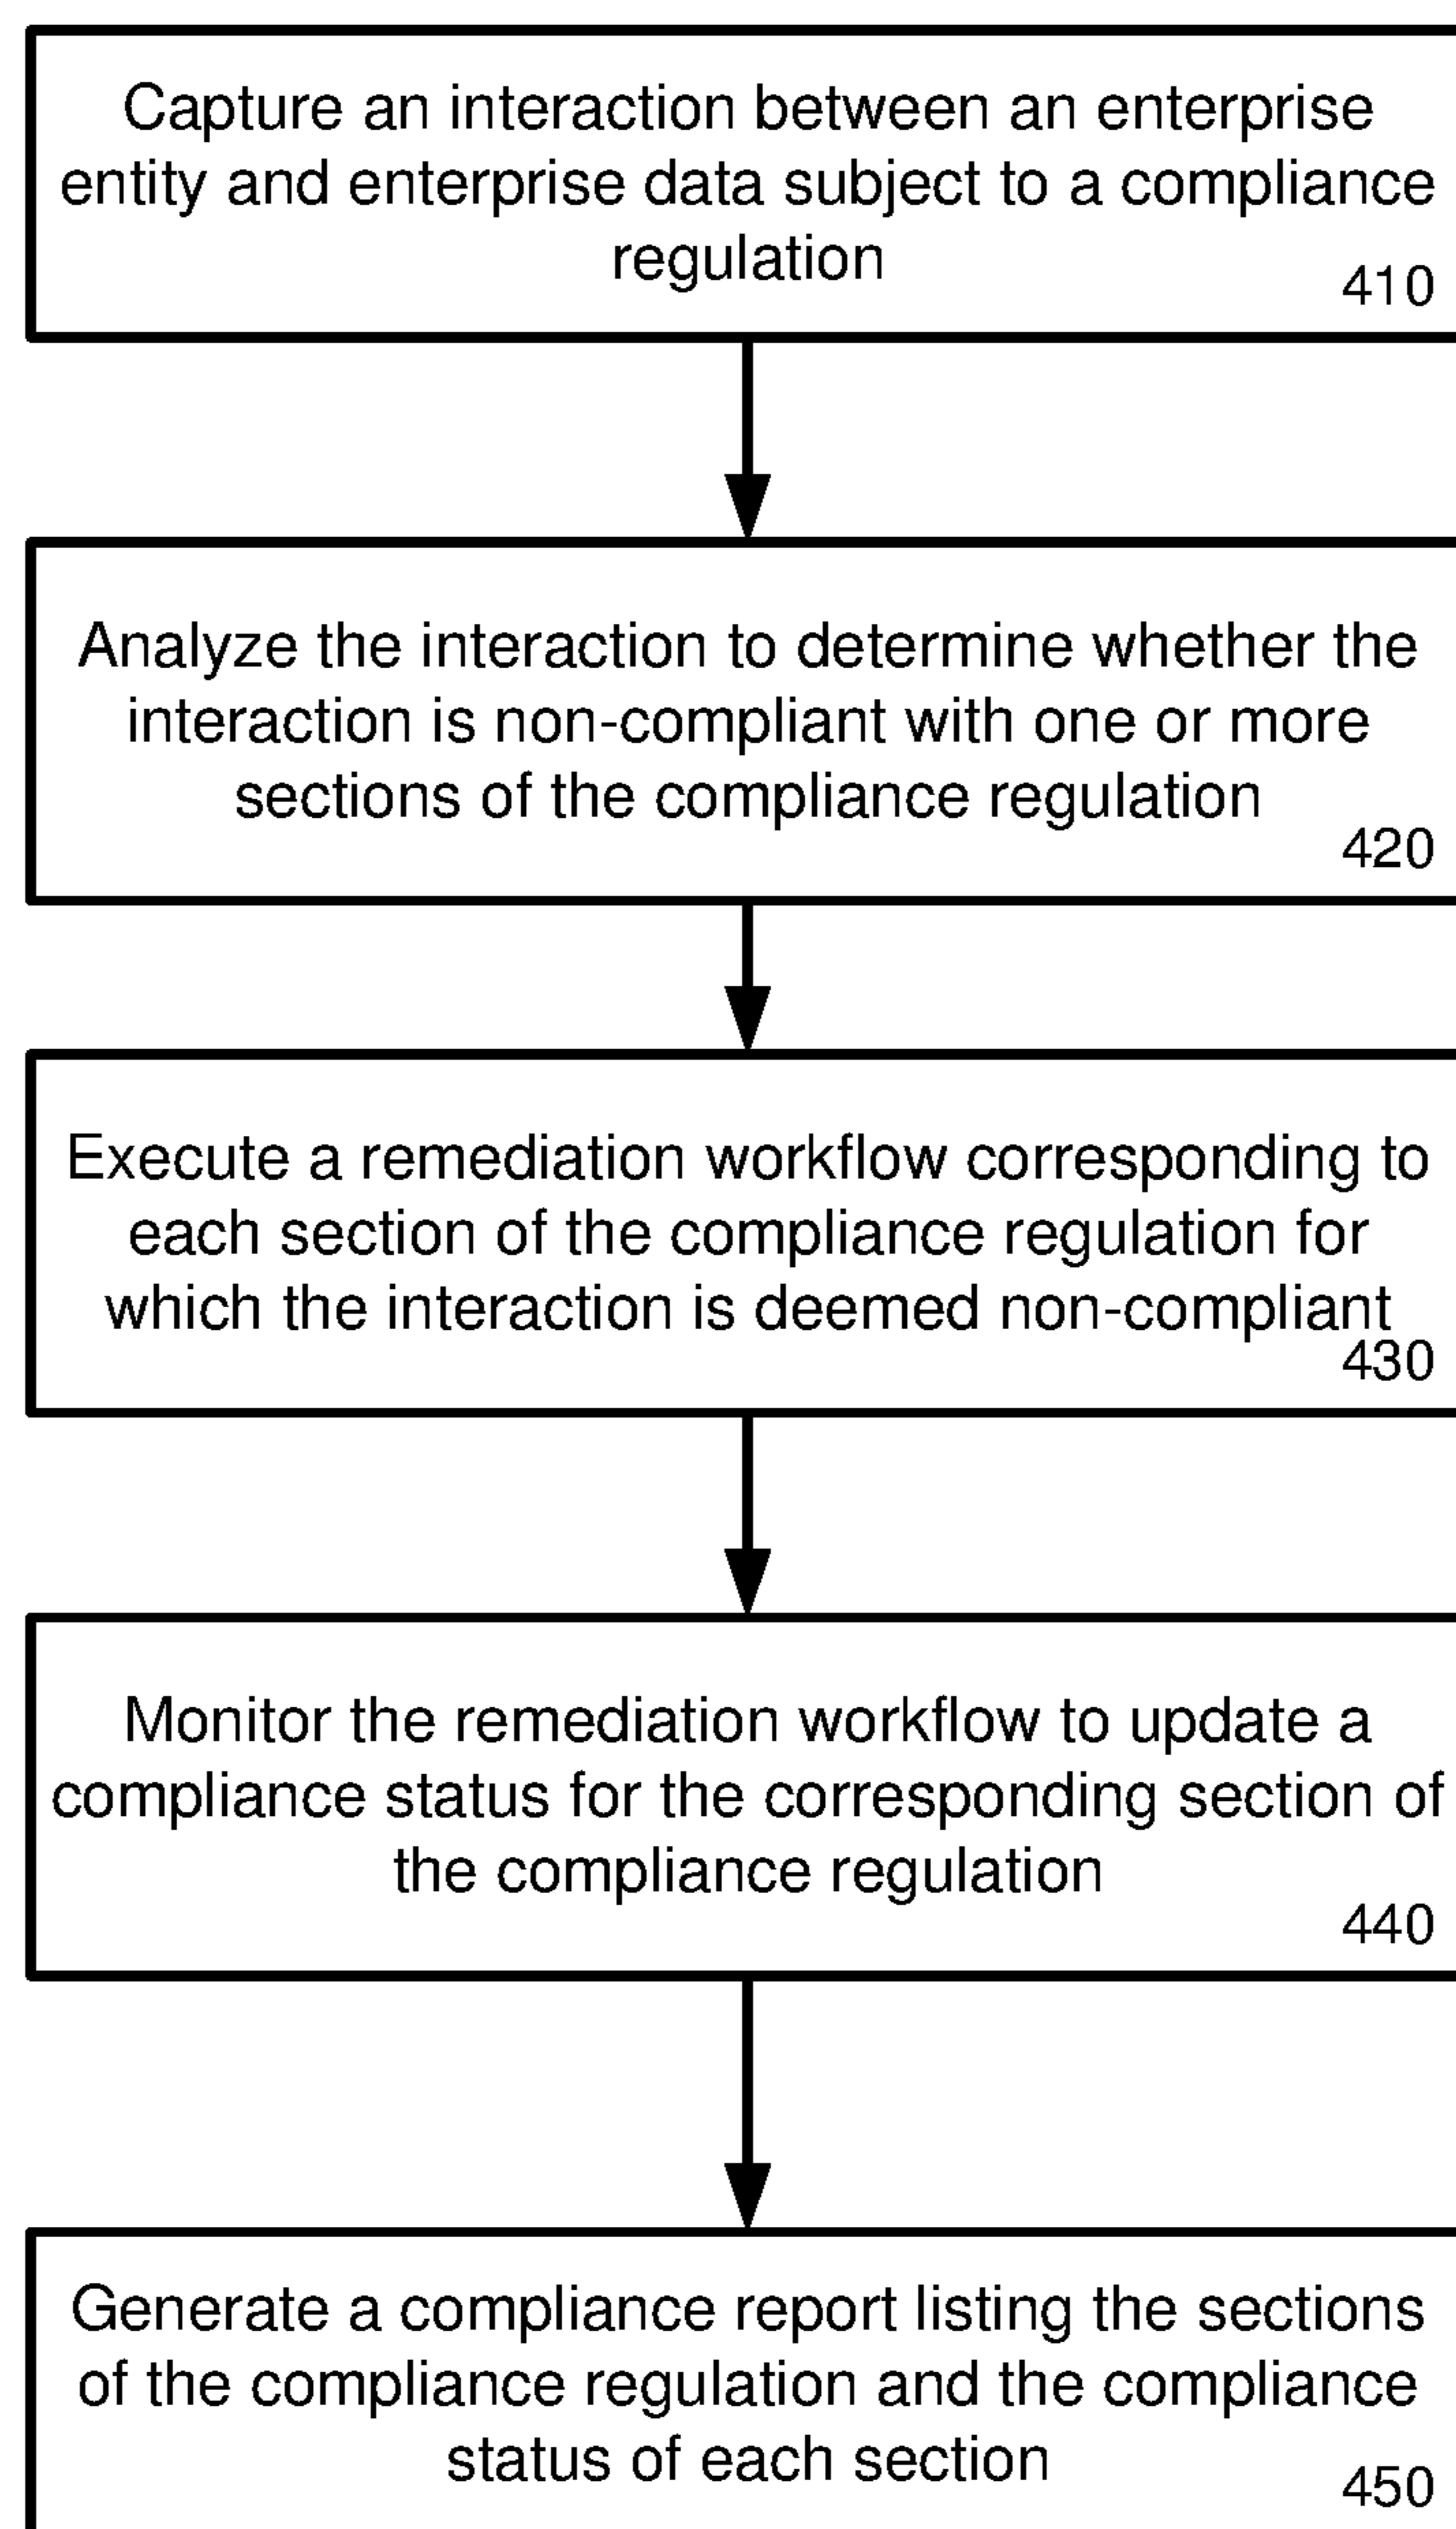 Capture an interaction between an enterprise
entity and enterprise data subject to a compliance
regulation
410
Analyze the interaction to determine whether the
interaction is non-compliant with one or more
sections of the compliance regulation
420
Execute a remediation workflow corresponding to
each section of the compliance regulation for
which the interaction is deemed non-compliant
430
Monitor the remediation workflow to update a
compliance status for the corresponding section of
the compliance regulation
440
Generate a compliance report listing the sections
of the compliance regulation and the compliance
status of each section
450